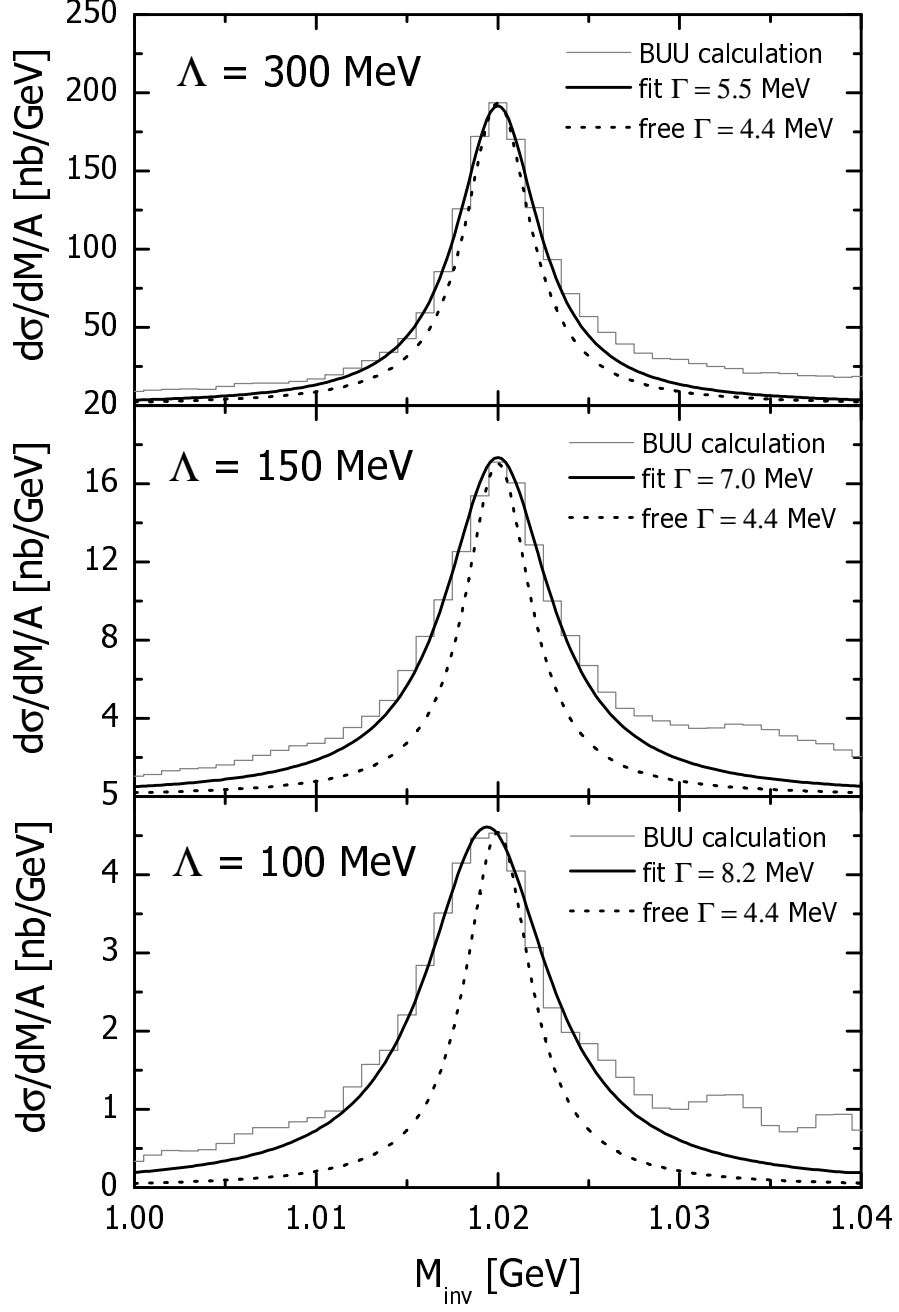 250
200
150
100
50
20
dσ/dM/A [nb/GeV]
Λ = 300 MeV
BUU calculation
fit Γ = 5.5 MeV
free Γ = 4.4 MeV
16
12
8
4
5
dσ/dM/A [nb/GeV]
Λ = 150 MeV
BUU calculation
fit Γ = 7.0 MeV
free Γ = 4.4 MeV
4
3
2
1
0
dσ/dM/A [nb/GeV]
Λ = 100 MeV
BUU calculation
fit Γ = 8.2 MeV
free Γ = 4.4 MeV
1.00 1.01 1.02 1.03 1.04
M_inv [GeV]